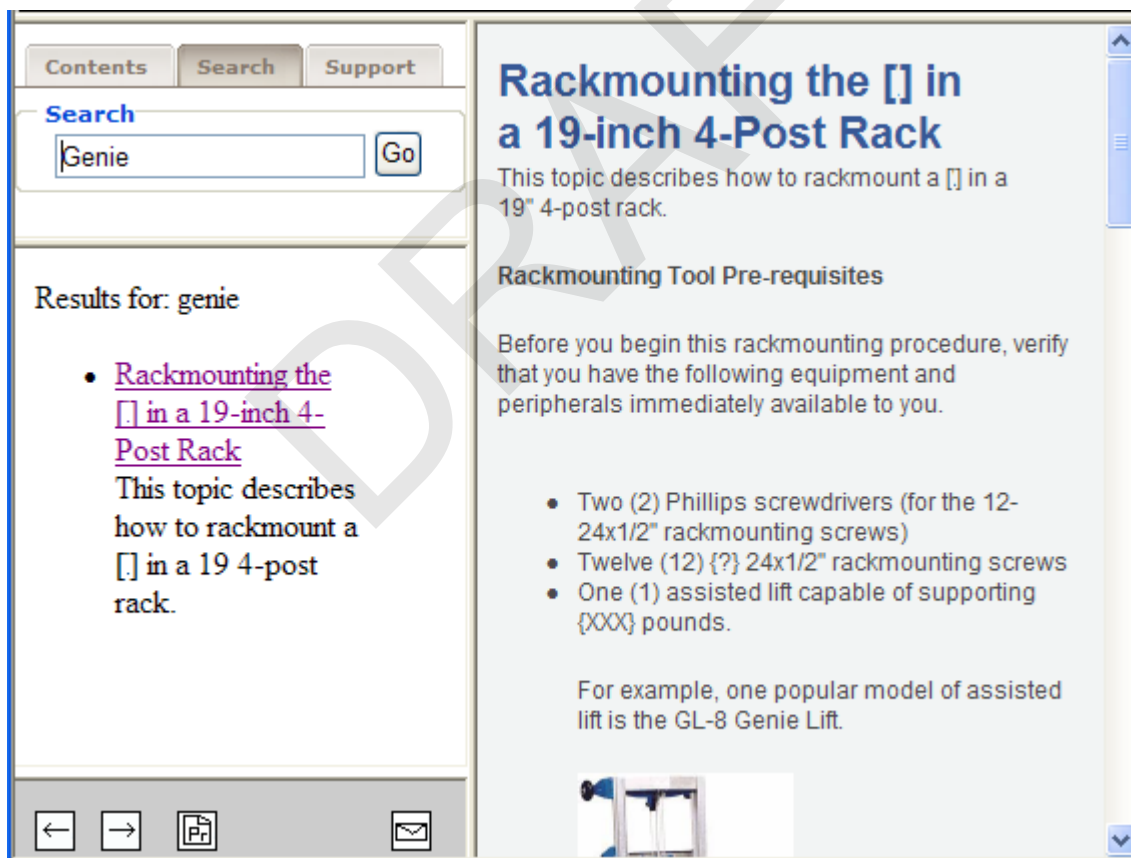 Contents Search Support
Search
Genie Go
Results for: genie
Rackmounting the
[.] in a 19-inch 4-
Post Rack
This topic describes
how to rackmount a
[.] in a 19 4-post
rack.
Pr
Rackmounting the [.] in
a 19-inch 4-Post Rack
This topic describes how to rackmount a [.] in a
19" 4-post rack.
Rackmounting Tool Pre-requisites
Before you begin this rackmounting procedure, verify
that you have the following equipment and
peripherals immediately available to you.
Two (2) Phillips screwdrivers (for the 12-
24x1/2" rackmounting screws)
Twelve (12) {?} 24x1/2" rackmounting screws
One (1) assisted lift capable of supporting
{XXX} pounds.
For example, one popular model of assisted
lift is the GL-8 Genie Lift.
DRAF